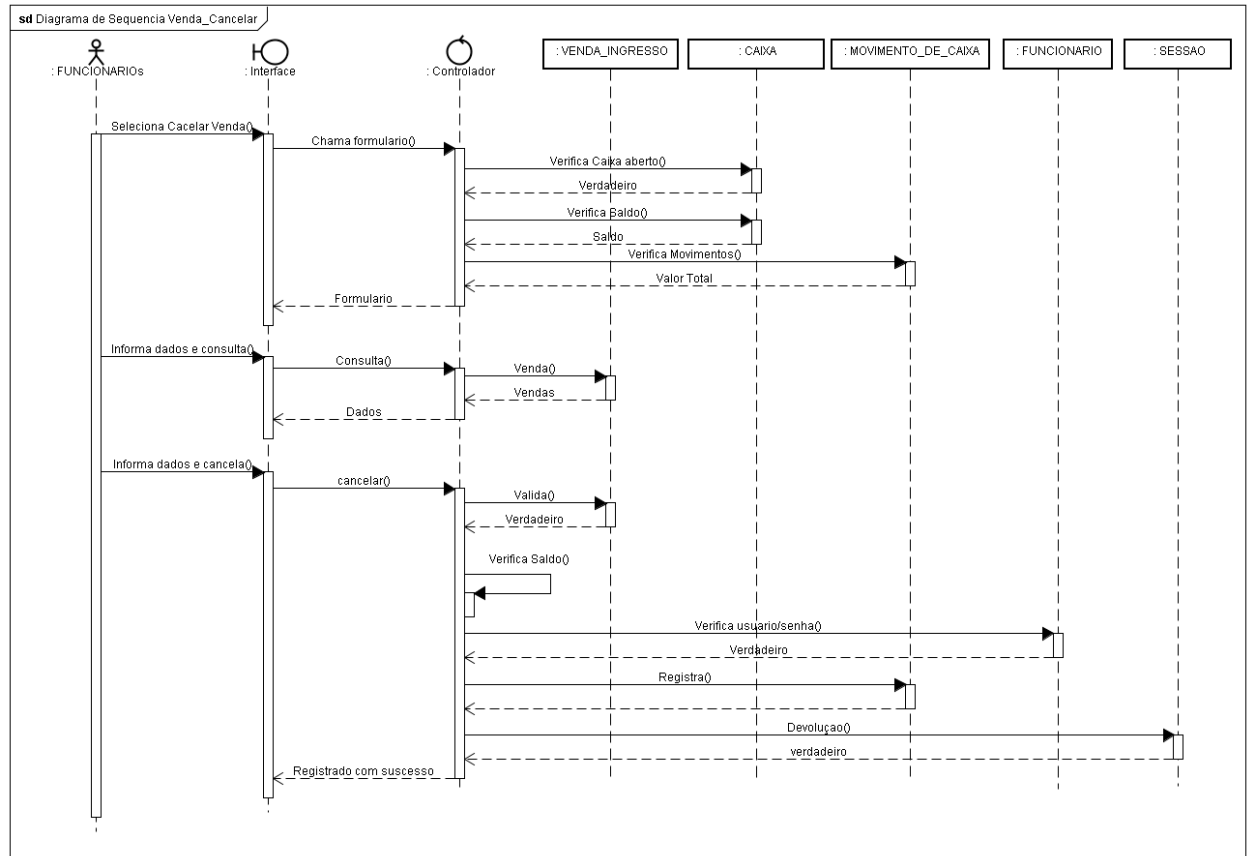 sd Diagrama de Sequencia Venda_Cancelar
: FUNCIONARIOs
: Interface
: Controlador
: VENDA_INGRESSO
: CAIXA
: MOVIMENTO_DE_CAIXA
: FUNCIONARIO
: SESSAO
Seleciona Cacelar Venda()
Chama formulario()
Verifica Caixa aberto()
Verdadeiro
Verifica Saldo()
Saldo
Verifica Movimentos()
Valor Total
Formulario
Informa dados e consulta()
Consulta()
Venda()
Vendas
Dados
Informa dados e cancela()
cancelar()
Valida()
Verdadeiro
Verifica Saldo()
Verifica usuario/senha()
Verdadeiro
Registra()
Devoluçao()
verdadeiro
Registrado com suscesso